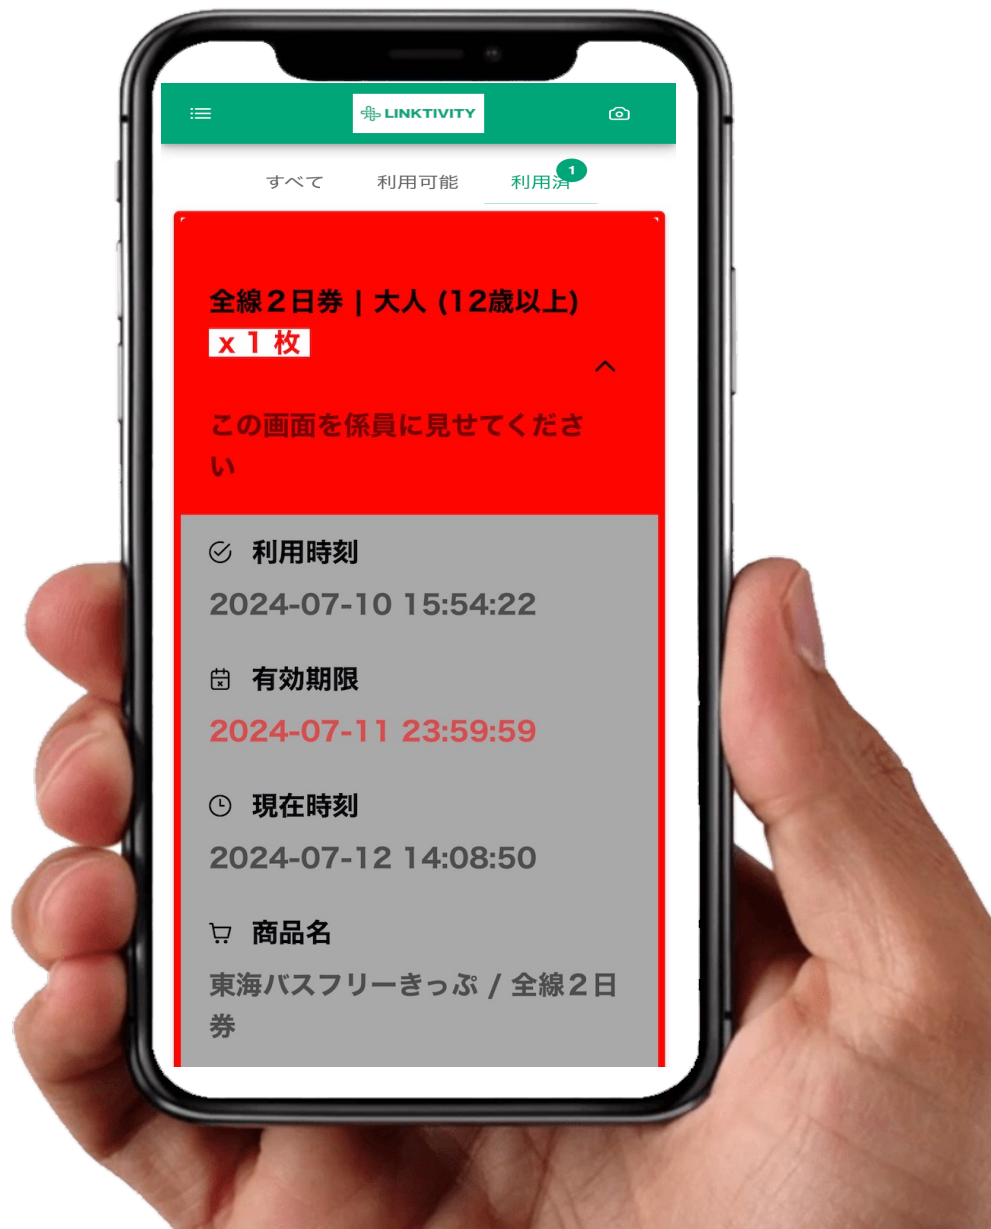 LINKTIVITY
すべて 利用可能 利用済 1
全線２日券 | 大人 (12歳以上)
x 1 枚
この画面を係員に見せてくださ
い
利用時刻
2024-07-10 15:54:22
有効期限
2024-07-11 23:59:59
現在時刻
2024-07-12 14:08:50
商品名
東海バスフリーきっぷ / 全線２日
券